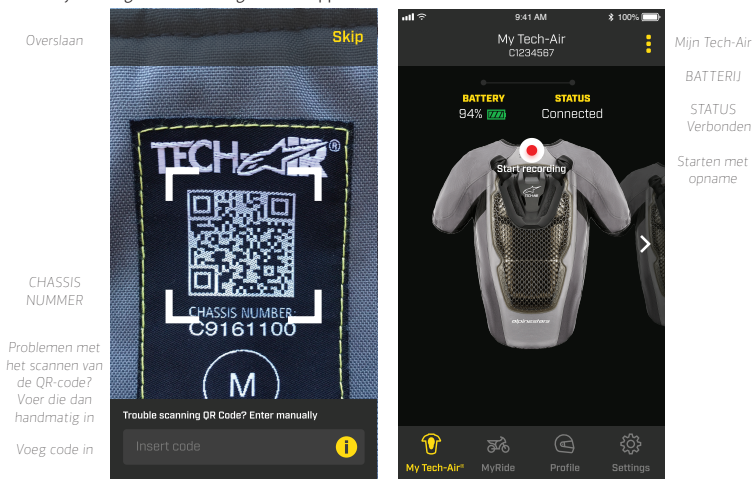 Overslaan
Skip
TECH AIR®
CHASSIS NUMBER:
C9161100
M
Trouble scanning QR Code? Enter manually
Insert code
i
CHASSIS
NUMMER
Problemen met
het scannen van
de QR-code?
Voer die dan
handmatig in
Voeg code in
9:41 AM
100%
My Tech-Air
C1234567
BATTERY
94%
STATUS
Connected
Start recording
TECH-AIR
alpinestars
My Tech-Air®
MyRide
Profile
Settings
Mijn Tech-Air
BATTERIJ
STATUS
Verbonden
Starten met
opname